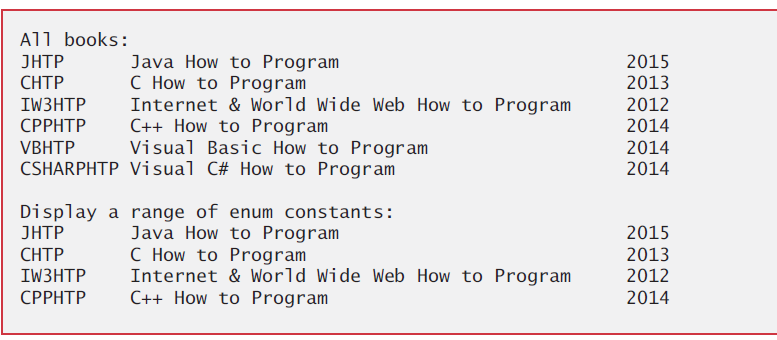 All books:
JHTP Java How to Program 2015
CHTP C How to Program 2013
IW3HTP Internet & World Wide Web How to Program 2012
CPPHTP C++ How to Program 2014
VBHTP Visual Basic How to Program 2014
CSHARPHTP Visual C# How to Program 2014
Display a range of enum constants:
JHTP Java How to Program 2015
CHTP C How to Program 2013
IW3HTP Internet & World Wide Web How to Program 2012
CPPHTP C++ How to Program 2014